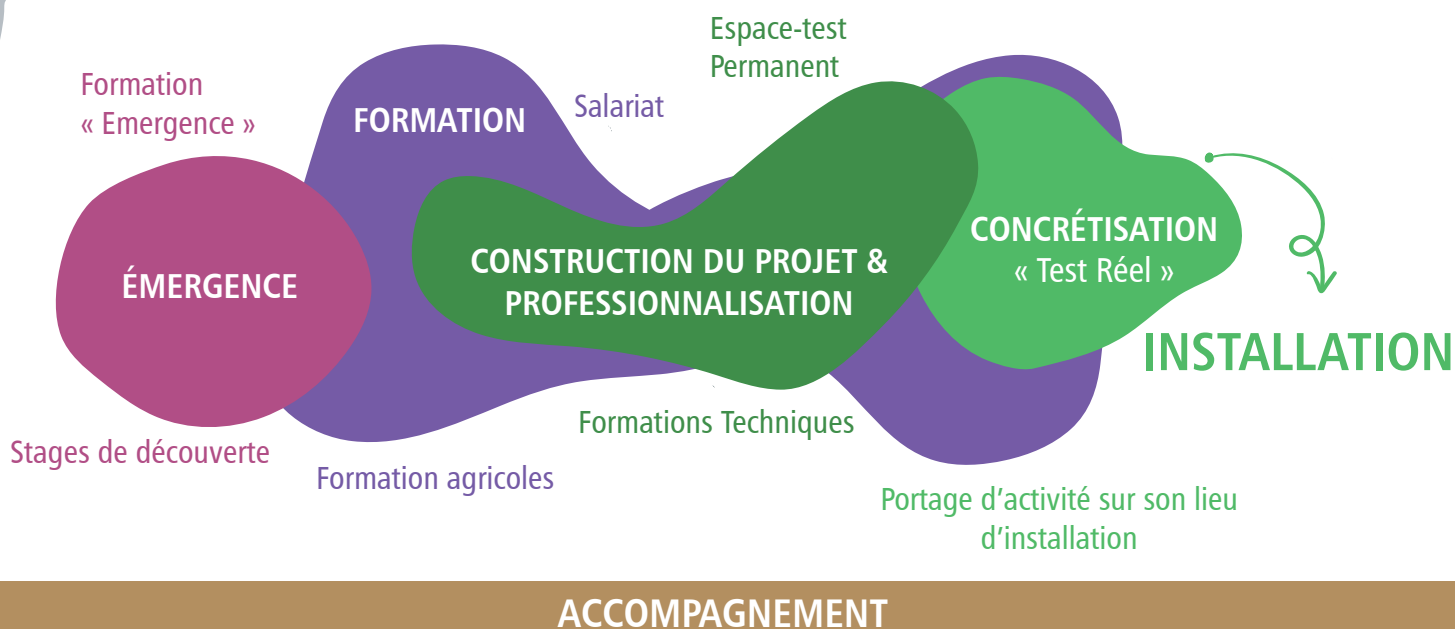 Espace-test
Permanent
Formation
« Emergence »
FORMATION
Salariat
ÉMERGENCE
CONSTRUCTION DU PROJET &
PROFESSIONNALISATION
CONCRÉTISATION
« Test Réel »
INSTALLATION
Stages de découverte
Formation agricoles
Formations Techniques
Portage d’activité sur son lieu
d’installation
ACCOMPAGNEMENT